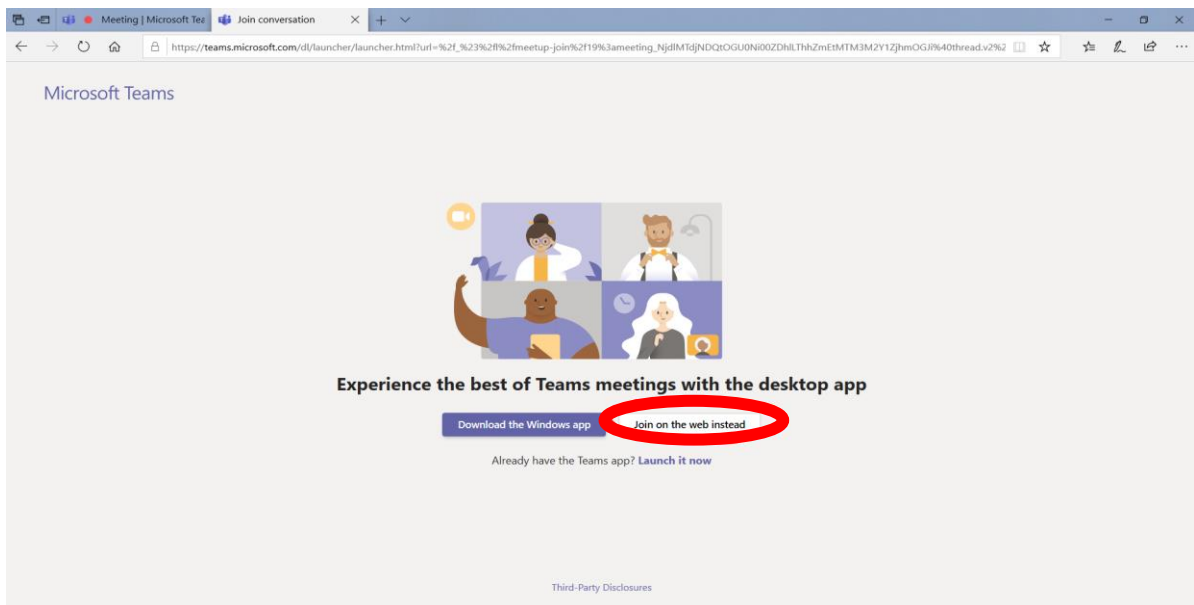 Meeting | Microsoft Tea
Join conversation
https://teams.microsoft.com/dl/launcher/launcher.html?url=%2f_%23%2fl%2fmeetup-join%2f19%3ameeting_NjdlMTdjNDQtOGU0Ni00ZDhlLThhZmEtMTM3M2Y1ZjhmOGJi%40thread.v2%2
Microsoft Teams
Experience the best of Teams meetings with the desktop app
Download the Windows app
Join on the web instead
Already have the Teams app? Launch it now
Third-Party Disclosures